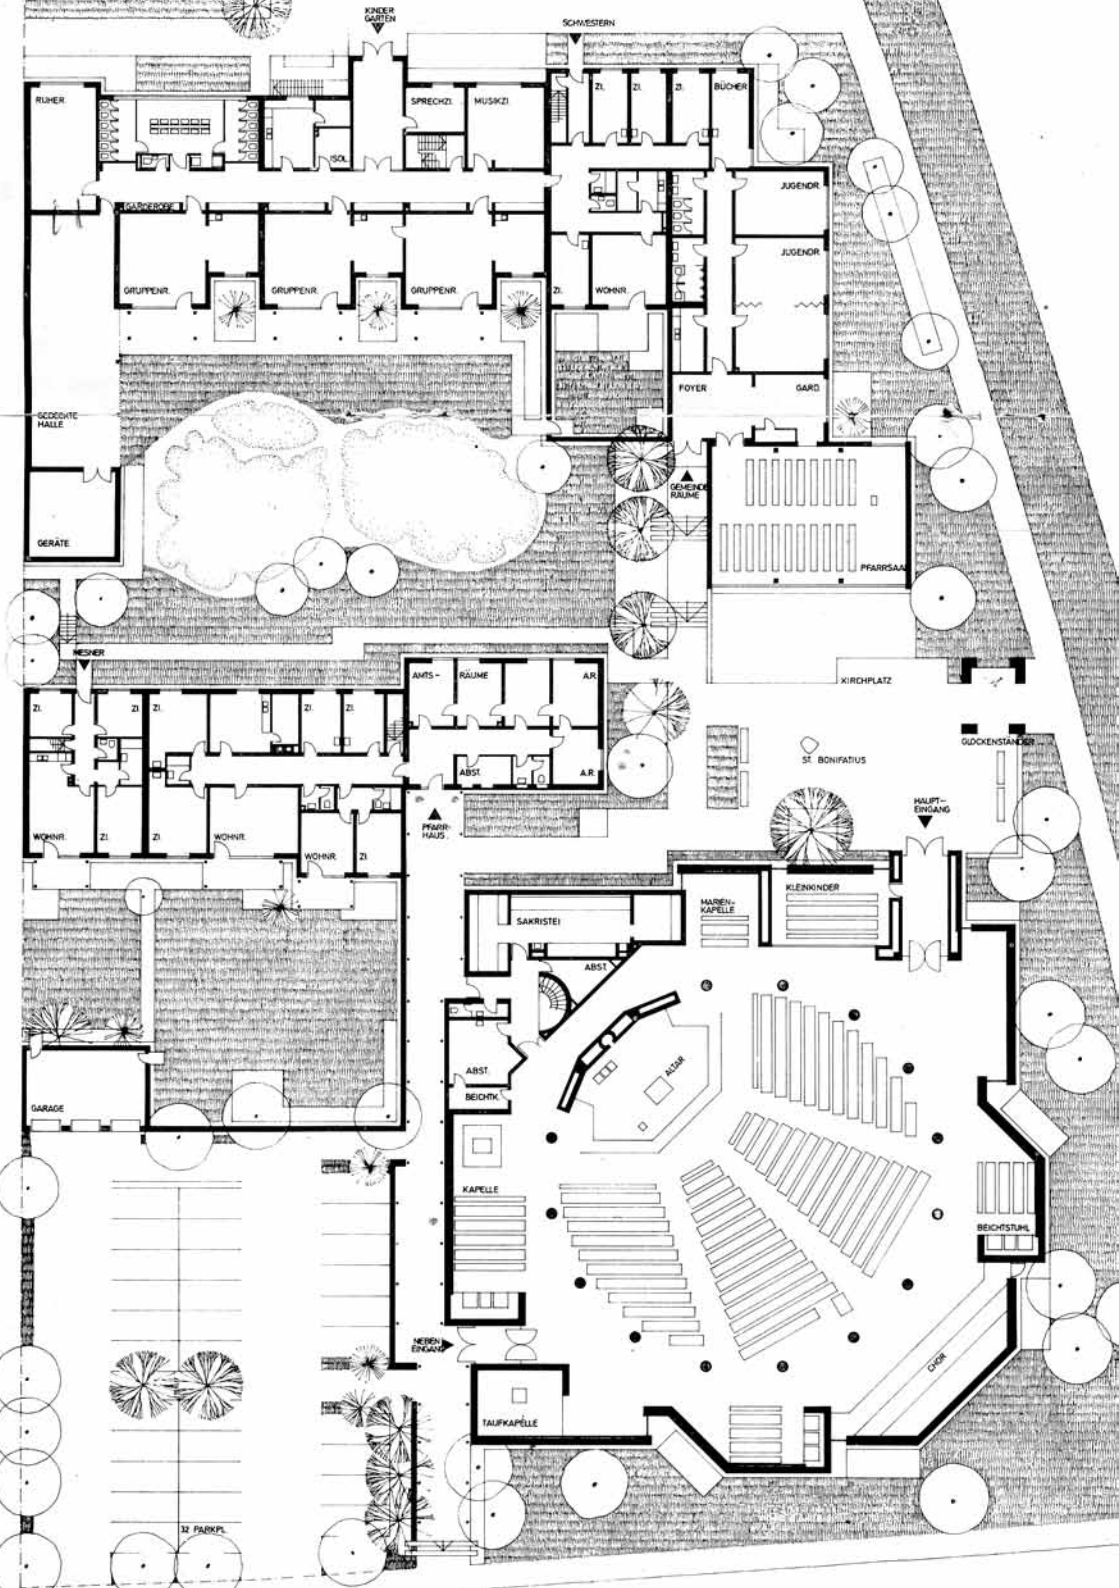 KINDER
GARTEN
SCHWESTERN
RUHER.
SPRECHZI.
MUSIKZI.
ZI.
ZI.
ZI.
BÜCHER
ISOL.
GARDEROBE
JUGENDR.
JUGENDR.
GRUPPENR.
GRUPPENR.
GRUPPENR.
ZI.
WOHNR.
FOYER
GARD.
GEDECKTE
HALLE
GEMEINDE
RÄUME
GERÄTE
PFARRSAAL
MESNER
AMTS-
RÄUME
A.R.
KIRCHPLATZ
ZI.
ZI.
ZI.
ZI.
ZI.
GLOCKENSTÄNDER
ST. BONIFATIUS
ABST.
A.R.
HAUPT-
EINGANG
PFARR-
HAUS
WOHNR.
ZI.
ZI.
WOHNR.
WOHNR.
ZI.
KLEINKINDER
MARIEN-
KAPELLE
SAKRISTEI
ABST.
ALTAR
ABST.
BEICHTK.
GARAGE
KAPELLE
BEICHTSTUHL
NEBEN
EINGANG
CHOR
TAUFKAPELLE
32 PARKPL.